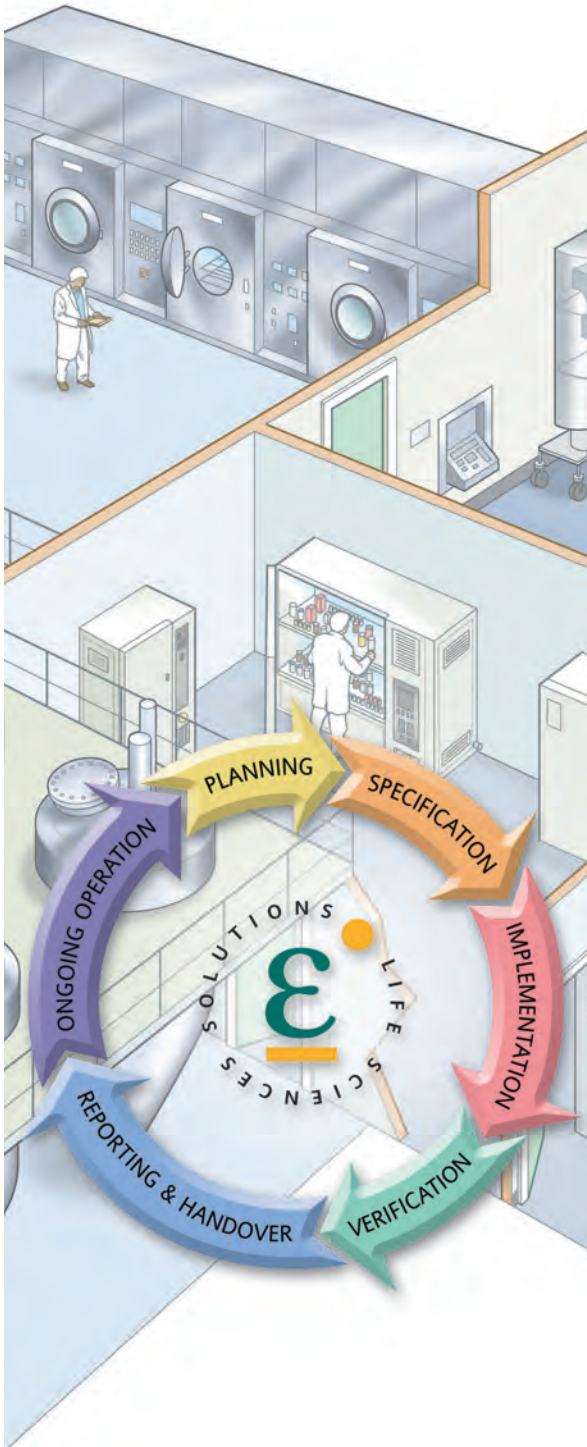 PLANNING
SPECIFICATION
IMPLEMENTATION
VERIFICATION
REPORTING & HANDOVER
ONGOING OPERATION
ε
LIFE SCIENCES SOLUTIONS